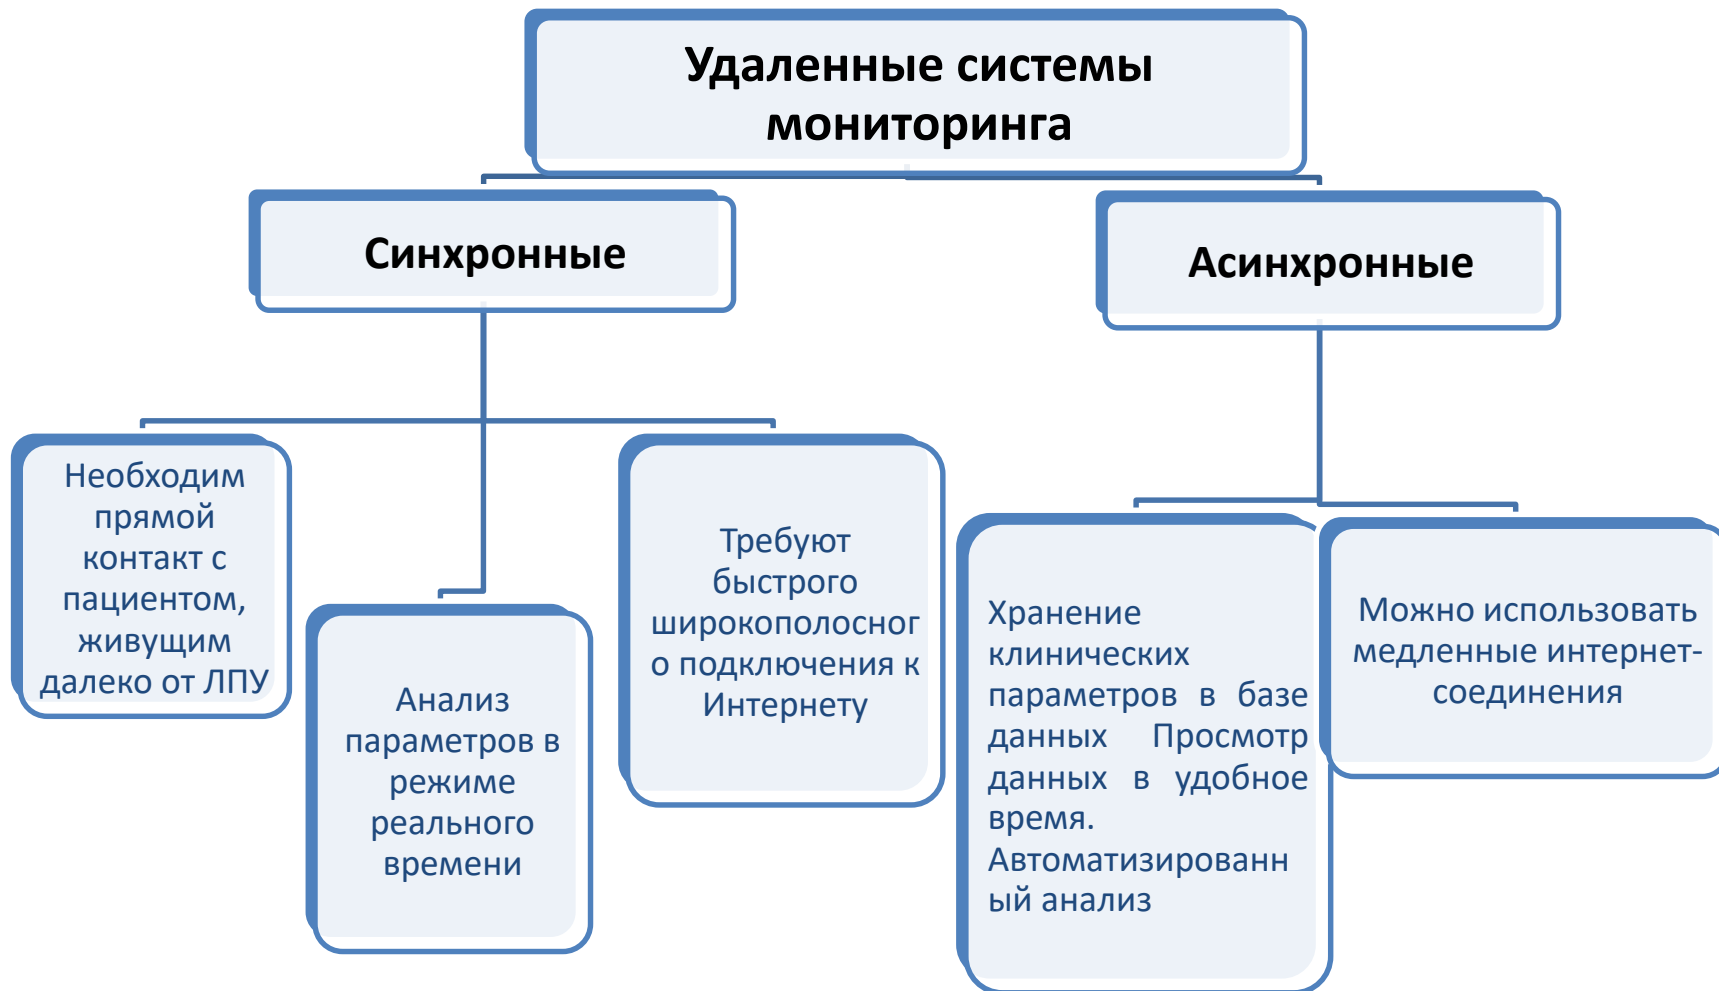 Удаленные системы
мониторинга
Синхронные
Асинхронные
Необходим
прямой
контакт с
пациентом,
живущим
далеко от ЛПУ
Анализ
параметров в
режиме
реального
времени
Требуют
быстрого
широкополосног
о подключения к
Интернету
Хранение
клинических
параметров в базе
данных Просмотр
данных в удобное
время.
Автоматизированн
ый анализ
Можно использовать
медленные интернет-
соединения